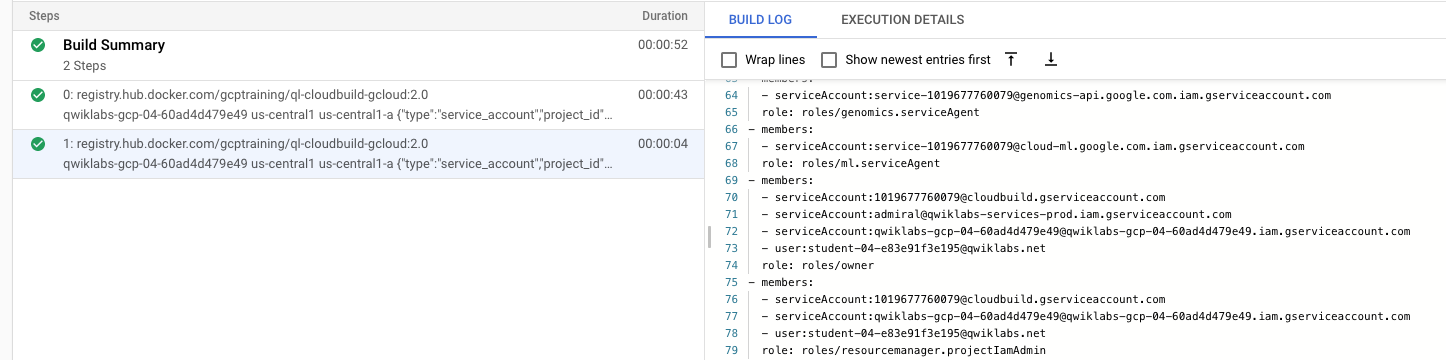 Steps Duration
Build Summary 00:00:52
2 Steps
0: registry.hub.docker.com/gcptraining/ql-cloudbuild-gcloud:2.0 00:00:43
qwiklabs-gcp-04-60ad4d479e49 us-central1 us-central1-a {"type":"service_account","project_id"...
1: registry.hub.docker.com/gcptraining/ql-cloudbuild-gcloud:2.0 00:00:04
qwiklabs-gcp-04-60ad4d479e49 us-central1 us-central1-a {"type":"service_account","project_id"...
BUILD LOG EXECUTION DETAILS
Wrap lines Show newest entries first
63 members:
64 - serviceAccount:service-1019677760079@genomics-api.google.com.iam.gserviceaccount.com
65 role: roles/genomics.serviceAgent
66 - members:
67 - serviceAccount:service-1019677760079@cloud-ml.google.com.iam.gserviceaccount.com
68 role: roles/ml.serviceAgent
69 - members:
70 - serviceAccount:1019677760079@cloudbuild.gserviceaccount.com
71 - serviceAccount:admiral@qwiklabs-services-prod.iam.gserviceaccount.com
72 - serviceAccount:qwiklabs-gcp-04-60ad4d479e49@qwiklabs-gcp-04-60ad4d479e49.iam.gserviceaccount.com
73 - user:student-04-e83e91f3e195@qwiklabs.net
74 role: roles/owner
75 - members:
76 - serviceAccount:1019677760079@cloudbuild.gserviceaccount.com
77 - serviceAccount:qwiklabs-gcp-04-60ad4d479e49@qwiklabs-gcp-04-60ad4d479e49.iam.gserviceaccount.com
78 - user:student-04-e83e91f3e195@qwiklabs.net
79 role: roles/resourcemanager.projectIamAdmin